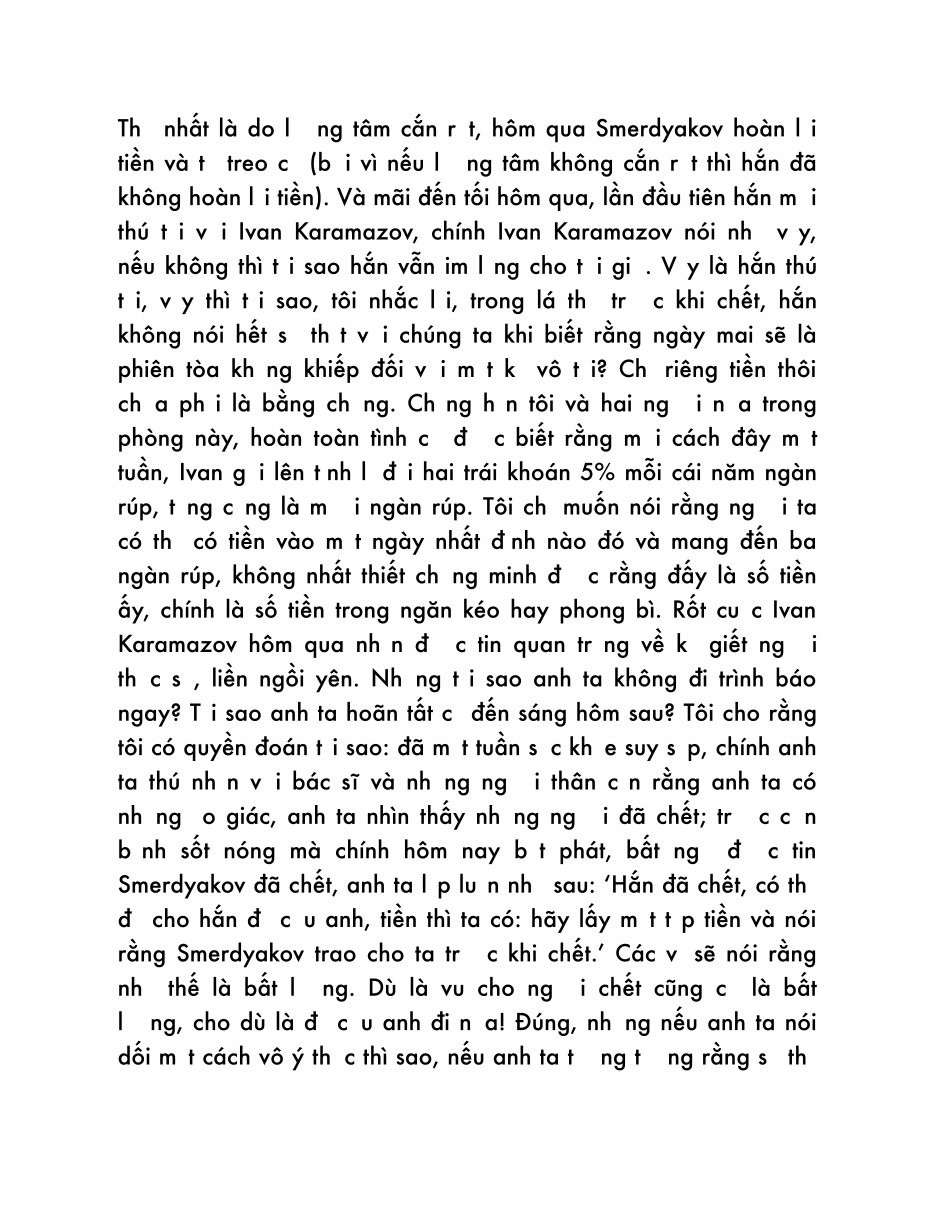 Th nhất là do l ng tâm cắn r t, hôm qua Smerdyakov hoàn l i
tiền và t treo c (b i vì nếu l ng tâm không cắn r t thì hắn đã
không hoàn l i tiền). Và mãi đến tối hôm qua, lần đầu tiên hắn m i
thú t i v i Ivan Karamazov, chính Ivan Karamazov nói nh v y,
nếu không thì t i sao hắn vẫn im l ng cho t i gi . V y là hắn thú
t i, v y thì t i sao, tôi nhắc l i, trong lá th tr c khi chết, hắn
không nói hết s th t v i chúng ta khi biết rằng ngày mai sẽ là
phiên tòa kh ng khiếp đối v i m t k vô t i? Ch riêng tiền thôi
ch a ph i là bằng ch ng. Ch ng h n tôi và hai ng i n a trong
phòng này, hoàn toàn tình c đ c biết rằng m i cách đây m t
tuần, Ivan g i lên t nh l đ i hai trái khoán 5% mỗi cái năm ngàn
rúp, t ng c ng là m i ngàn rúp. Tôi ch muốn nói rằng ng i ta
có th có tiền vào m t ngày nhất đ nh nào đó và mang đến ba
ngàn rúp, không nhất thiết ch ng minh đ c rằng đấy là số tiền
ấy, chính là số tiền trong ngăn kéo hay phong bì. Rốt cu c Ivan
Karamazov hôm qua nh n đ c tin quan tr ng về k giết ng i
th c s , liền ngồi yên. Nh ng t i sao anh ta không đi trình báo
ngay? T i sao anh ta hoãn tất c đến sáng hôm sau? Tôi cho rằng
tôi có quyền đoán t i sao: đã m t tuần s c kh e suy s p, chính anh
ta thú nh n v i bác sĩ và nh ng ng i thân c n rằng anh ta có
nh ng o giác, anh ta nhìn thấy nh ng ng i đã chết; tr c c n
b nh sốt nóng mà chính hôm nay b t phát, bất ng đ c tin
Smerdyakov đã chết, anh ta l p lu n nh sau: ‘Hắn đã chết, có th
đ cho hắn đ c u anh, tiền thì ta có: hãy lấy m t t p tiền và nói
rằng Smerdyakov trao cho ta tr c khi chết.’ Các v sẽ nói rằng
nh thế là bất l ng. Dù là vu cho ng i chết cũng c là bất
l ng, cho dù là đ c u anh đi n a! Đúng, nh ng nếu anh ta nói
dối m t cách vô ý th c thì sao, nếu anh ta t ng t ng rằng s th